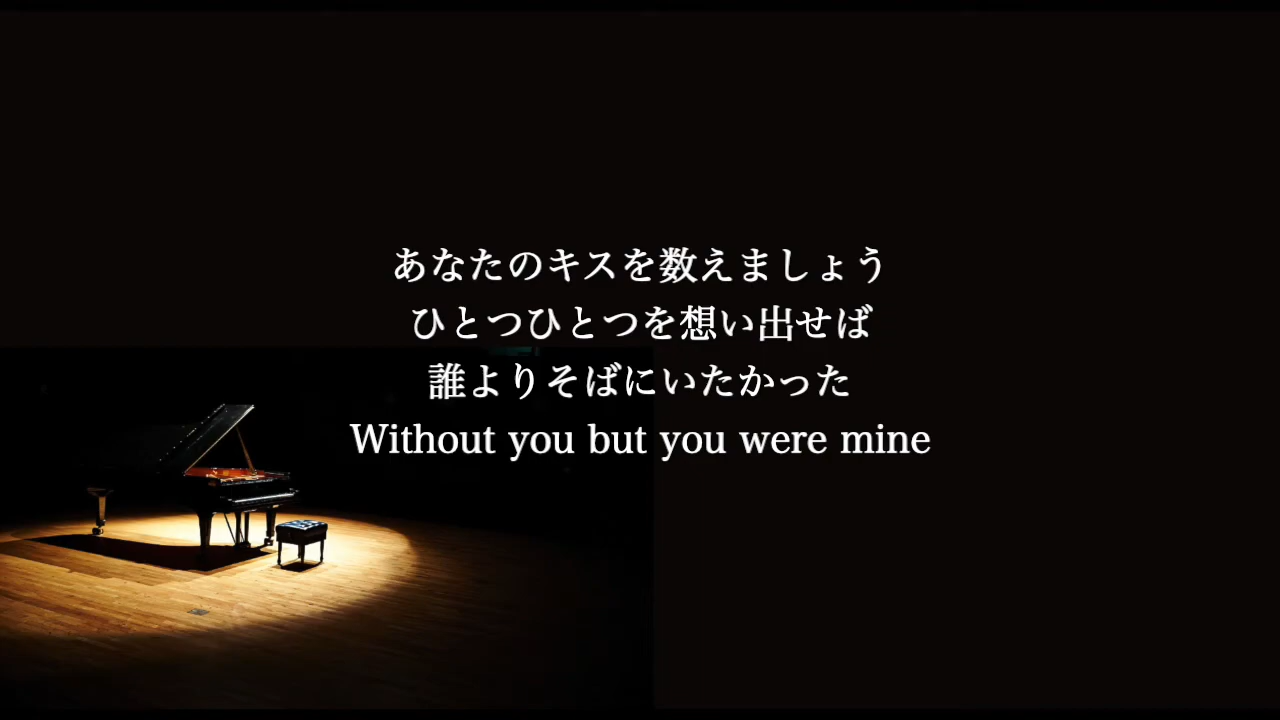 あなたのキスを数えましょう
ひとつひとつを想い出せば
誰よりそばにいたかった
Without you but you were mine